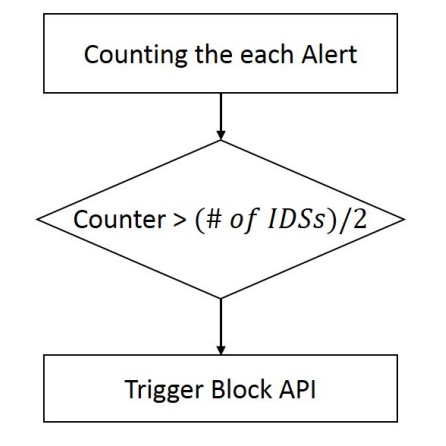 Counting the each Alert
Counter > (# of IDSs)/2
Trigger Block API